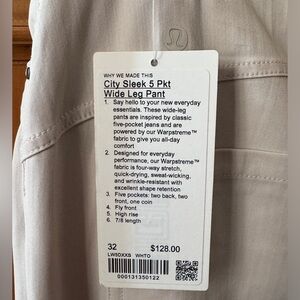 WHY WE MADE THIS
City Sleek 5 Pkt
Wide Leg Pant
1. Say hello to your new everyday
essentials. These wide-leg
pants are inspired by classic
five-pocket jeans and are
powered by our Warpstreme™
fabric to give you all-day
comfort
2. Designed for everyday
performance, our Warpstreme™
fabric is four-way stretch,
quick-drying, sweat-wicking,
and wrinkle-resistant with
excellent shape retention
3. Five pockets: two back, two
front, one coin
4. Fly front
5. High rise
6. 7/8 length
32 $128.00
LW5DXXS WHTO
000131350122